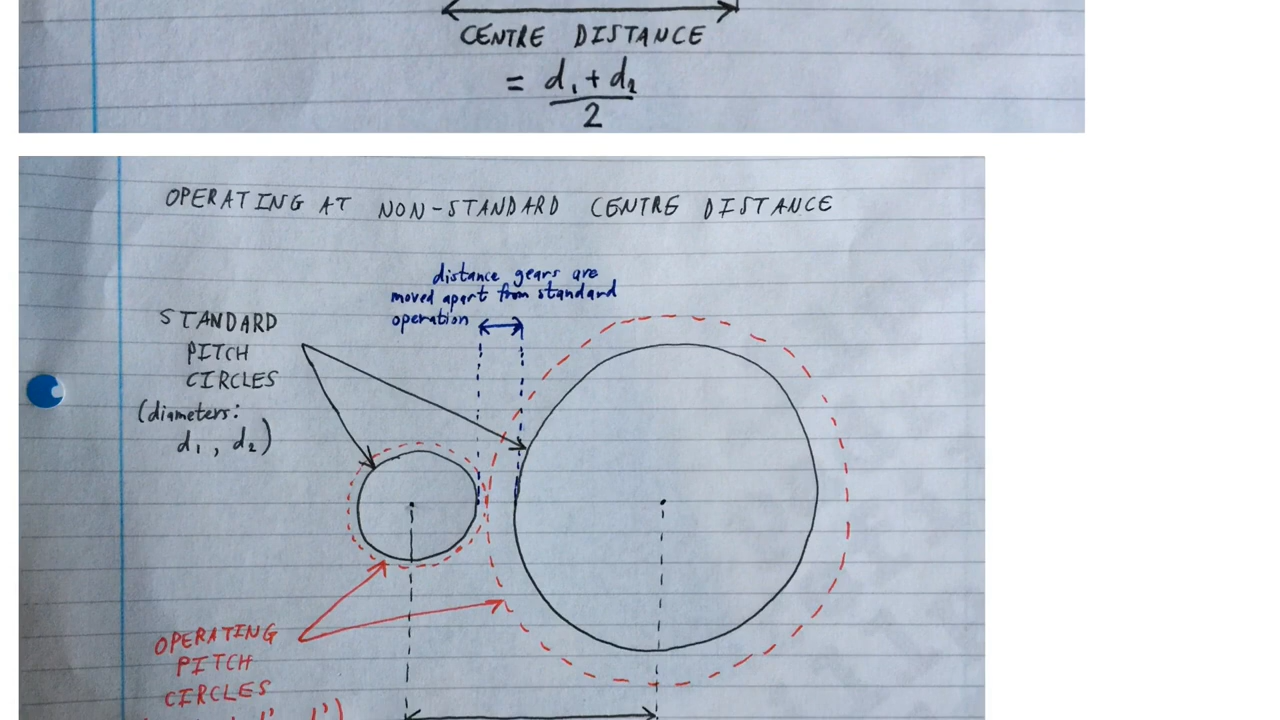 CENTRE DISTANCE
= d₁ + d₂
2
OPERATING AT NON-STANDARD CENTRE DISTANCE
distance gears are
moved apart from standard
operation
STANDARD
PITCH
CIRCLES
(diameters:
d₁, d₂)
OPERATING
PITCH
CIRCLES